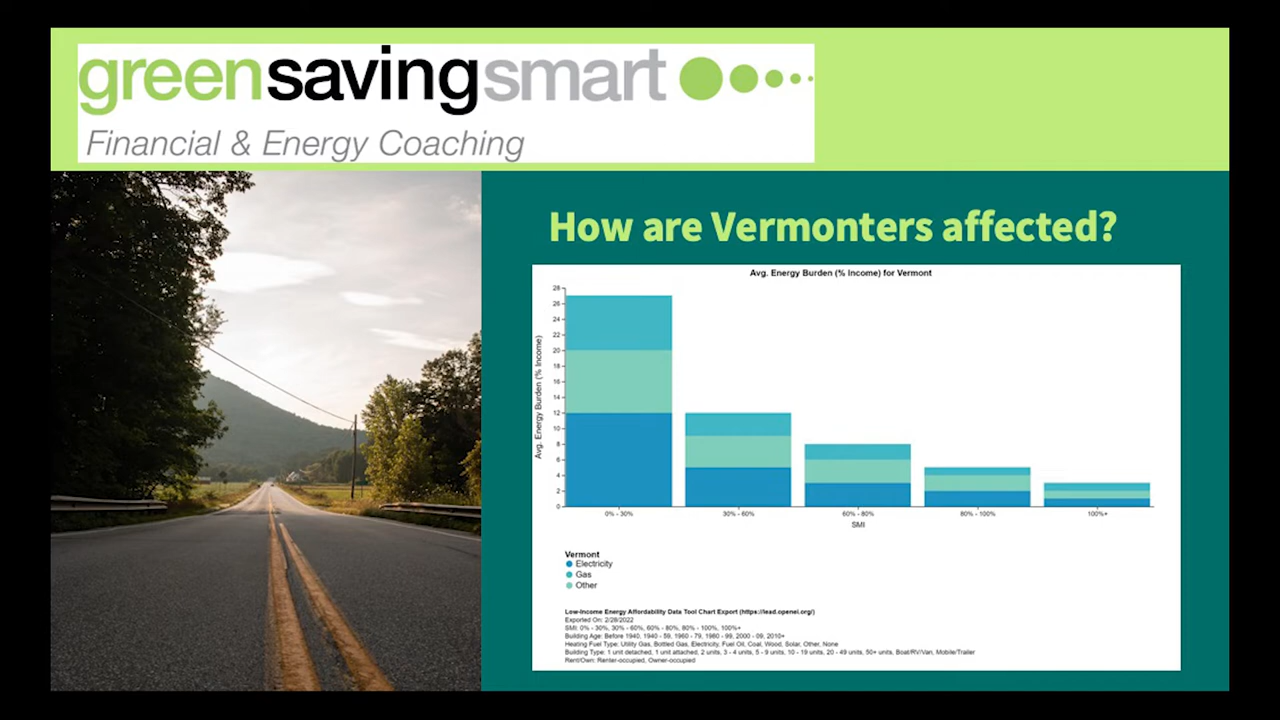 greensavingsmart
Financial & Energy Coaching
How are Vermonters affected?
Avg. Energy Burden (% Income) for Vermont
Avg. Energy Burden (% Income)
28
26
24
22
20
18
16
14
12
10
8
6
4
2
0
0% - 30% 30% - 60% 60% - 80% 80% - 100% 100%+
SMI
Vermont
Electricity
Gas
Other
Low-Income Energy Affordability Data Tool Chart Export (https://lead.openei.org/)
Exported On: 2/28/2022
SMI: 0% - 30%, 30% - 60%, 60% - 80%, 80% - 100%, 100%+
Building Age: Before 1940, 1940 - 59, 1960 - 79, 1980 - 99, 2000 - 09, 2010+
Heating Fuel Type: Utility Gas, Bottled Gas, Electricity, Fuel Oil, Coal, Wood, Solar, Other, None
Building Type: 1 unit detached, 1 unit attached, 2 units, 3 - 4 units, 5 - 9 units, 10 - 19 units, 20 - 49 units, 50+ units, Boat/RV/Van, Mobile/Trailer
Rent/Own: Renter-occupied, Owner-occupied